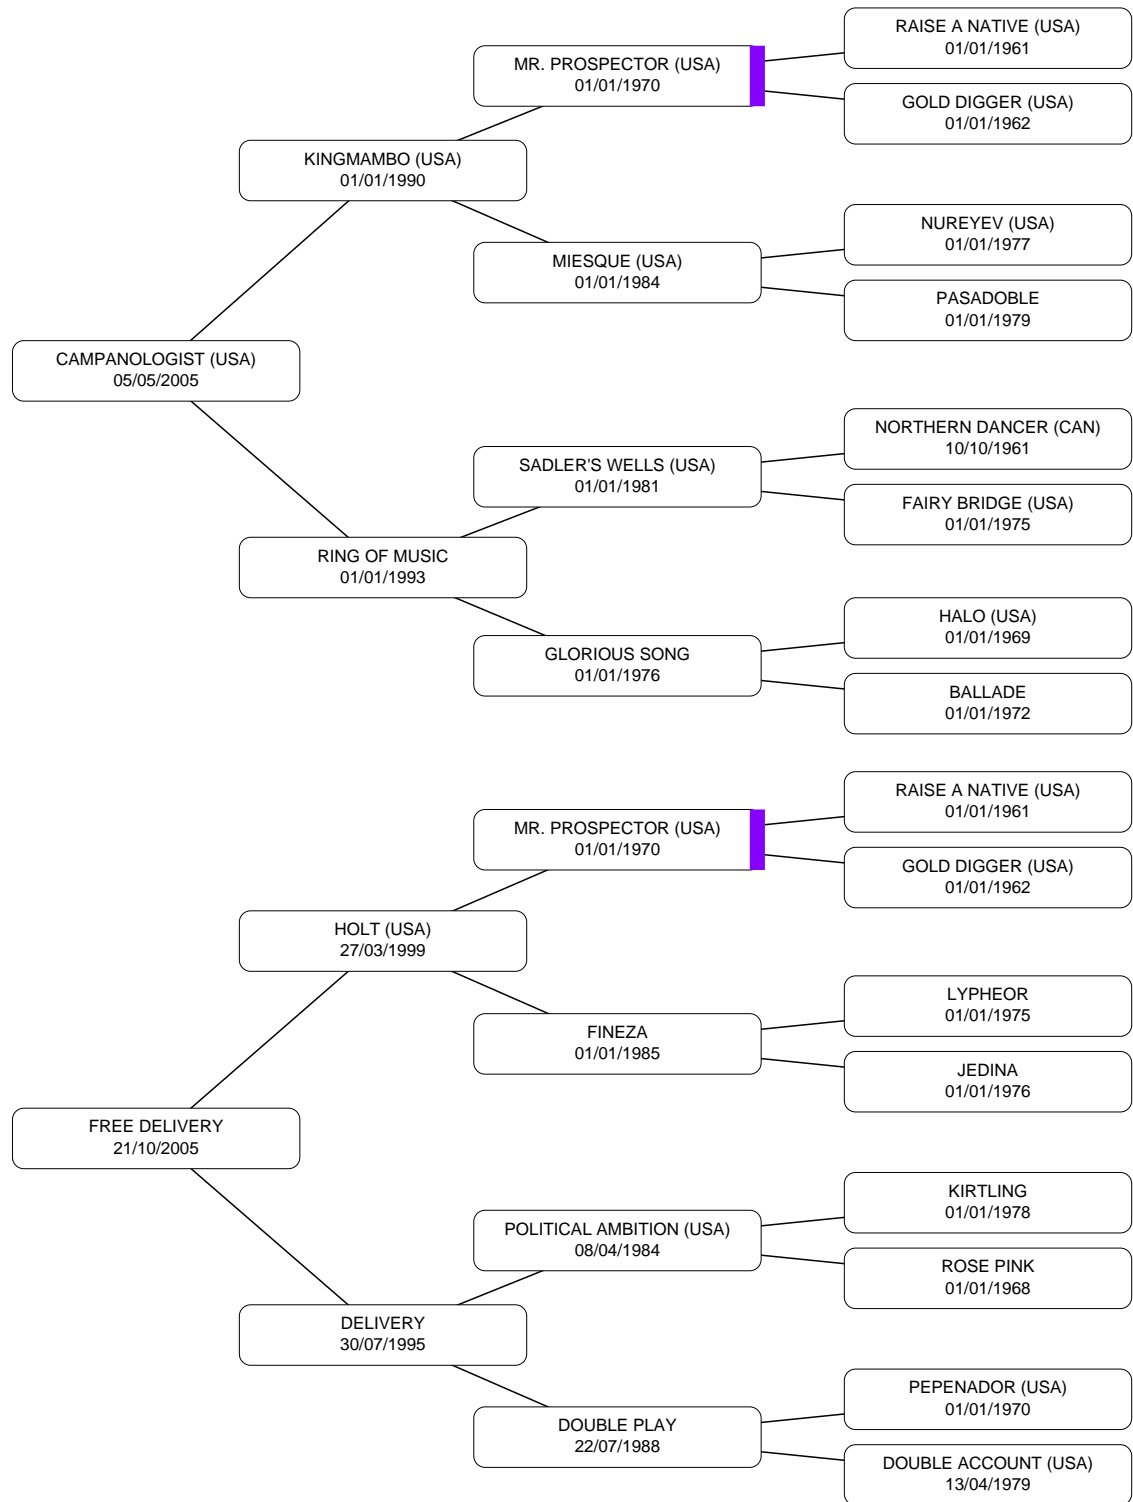 RAISE A NATIVE (USA)
01/01/1961
MR. PROSPECTOR (USA)
01/01/1970
GOLD DIGGER (USA)
01/01/1962
KINGMAMBO (USA)
01/01/1990
NUREYEV (USA)
01/01/1977
MIESQUE (USA)
01/01/1984
PASADOBLE
01/01/1979
CAMPANOLOGIST (USA)
05/05/2005
NORTHERN DANCER (CAN)
10/10/1961
SADLER'S WELLS (USA)
01/01/1981
FAIRY BRIDGE (USA)
01/01/1975
RING OF MUSIC
01/01/1993
HALO (USA)
01/01/1969
GLORIOUS SONG
01/01/1976
BALLADE
01/01/1972
RAISE A NATIVE (USA)
01/01/1961
MR. PROSPECTOR (USA)
01/01/1970
GOLD DIGGER (USA)
01/01/1962
HOLT (USA)
27/03/1999
LYPHEOR
01/01/1975
FINEZA
01/01/1985
JEDINA
01/01/1976
FREE DELIVERY
21/10/2005
KIRTLING
01/01/1978
POLITICAL AMBITION (USA)
08/04/1984
ROSE PINK
01/01/1968
DELIVERY
30/07/1995
PEPENADOR (USA)
01/01/1970
DOUBLE PLAY
22/07/1988
DOUBLE ACCOUNT (USA)
13/04/1979